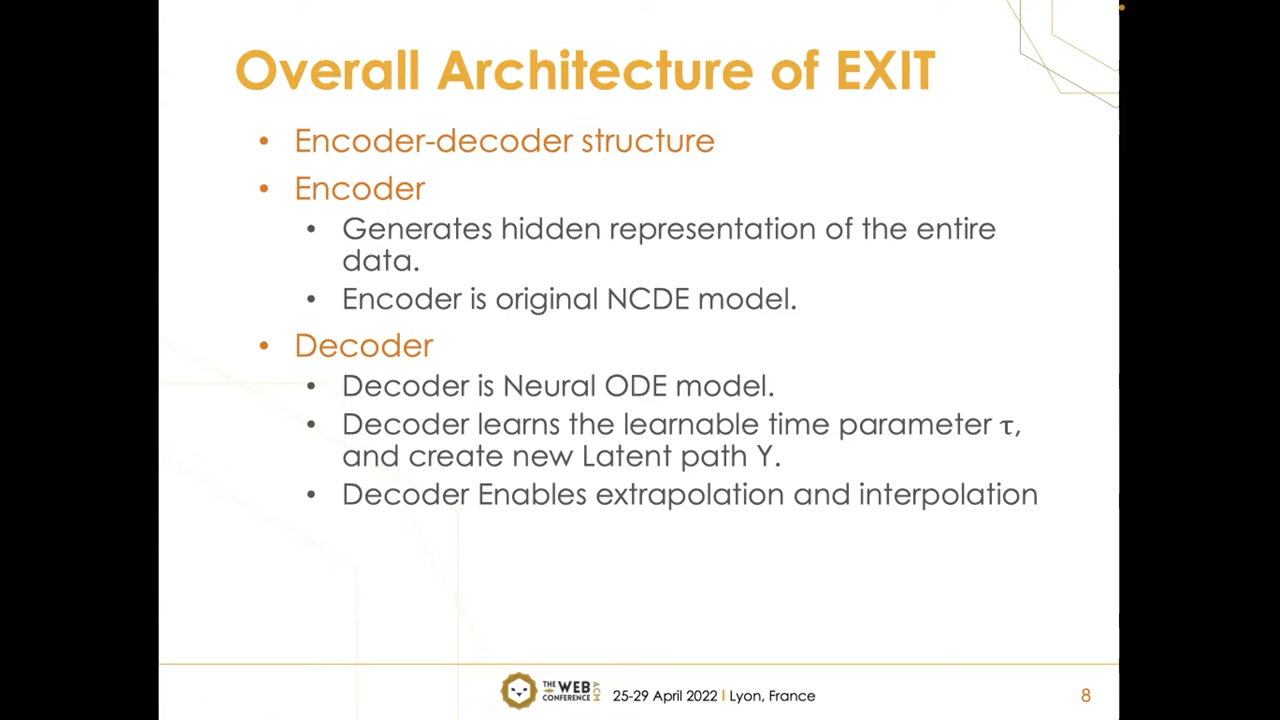 Overall Architecture of EXIT
• Encoder-decoder structure
• Encoder
• Generates hidden representation of the entire
data.
• Encoder is original NCDE model.
• Decoder
• Decoder is Neural ODE model.
• Decoder learns the learnable time parameter τ,
and create new Latent path Y.
• Decoder Enables extrapolation and interpolation
THE WEB
CONFERENCE
ACM
25-29 April 2022 I Lyon, France
8